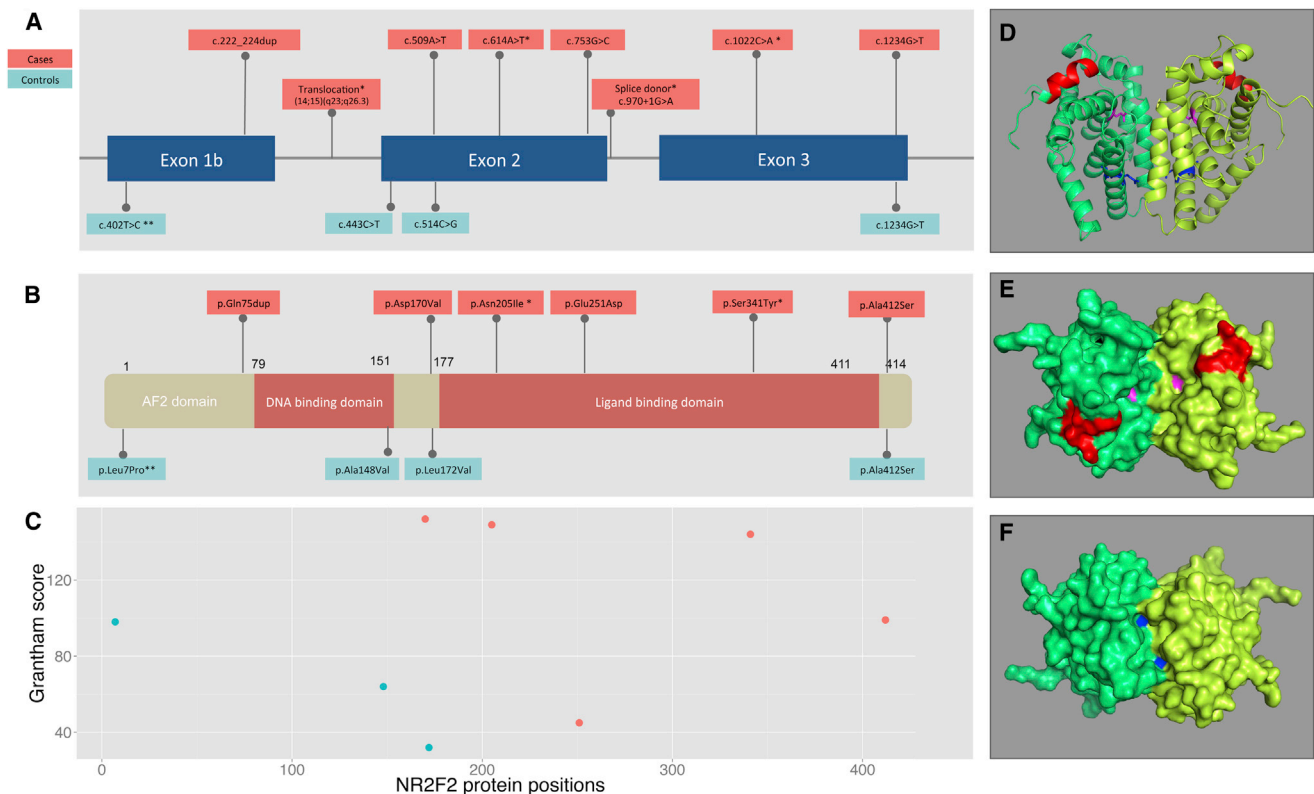 A
Cases
Controls
c.222_224dup
c.509A>T
c.614A>T*
c.753G>C
c.1022C>A *
c.1234G>T
Translocation*
(14;15)(q23;q26.3)
Splice donor*
c.970+1G>A
Exon 1b
Exon 2
Exon 3
c.402T>C **
c.443C>T
c.514C>G
c.1234G>T
B
p.Gln75dup
p.Asp170Val
p.Asn205Ile *
p.Glu251Asp
p.Ser341Tyr*
p.Ala412Ser
1
79
151
177
411
414
AF2 domain
DNA binding domain
Ligand binding domain
p.Leu7Pro**
p.Ala148Val
p.Leu172Val
p.Ala412Ser
C
Grantham score
120
80
40
0
100
200
300
400
NR2F2 protein positions
D
E
F